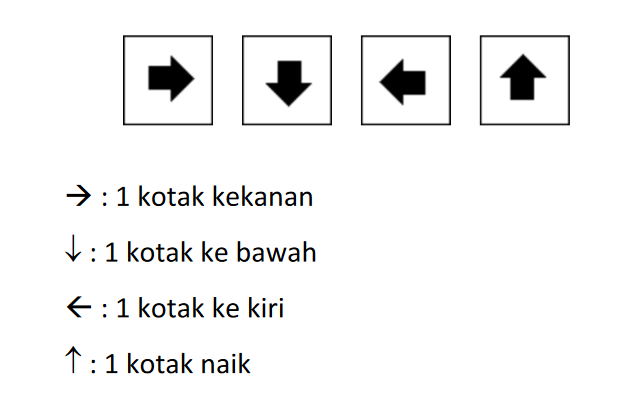 → : 1 kotak kekanan
↓ : 1 kotak ke bawah
← : 1 kotak ke kiri
↑ : 1 kotak naik